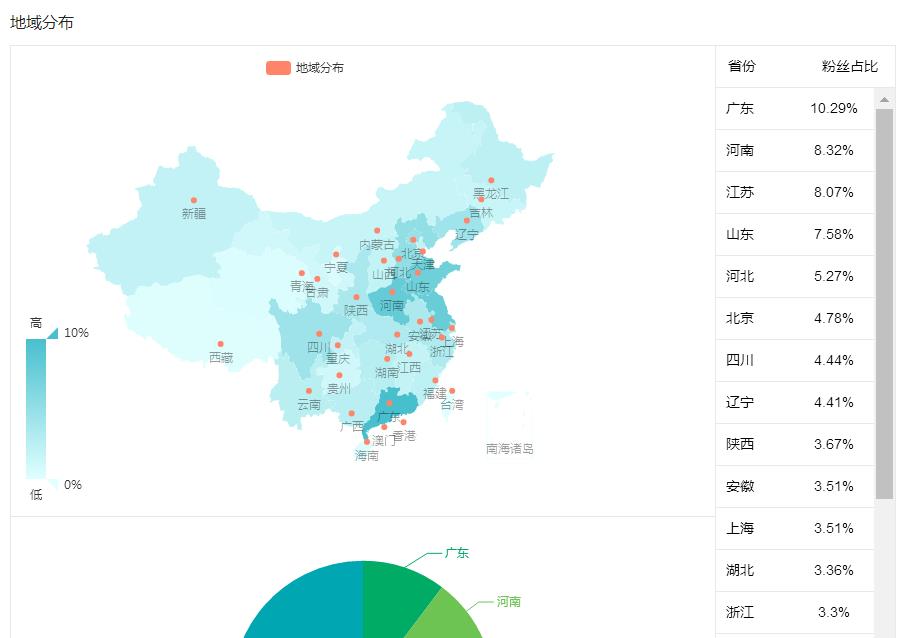 地域分布
地域分布
黑龙江
吉林
新疆
辽宁
内蒙古
北京
天津
宁夏
山西
河北
青海
甘肃
山东
陕西
河南
高
10%
安徽
江苏
上海
四川
湖北
浙江
西藏
重庆
湖南
江西
贵州
福建
云南
台湾
广东
广西
香港
澳门
南海诸岛
海南
0%
低
广东
河南
省份 粉丝占比
广东 10.29%
河南 8.32%
江苏 8.07%
山东 7.58%
河北 5.27%
北京 4.78%
四川 4.44%
辽宁 4.41%
陕西 3.67%
安徽 3.51%
上海 3.51%
湖北 3.36%
浙江 3.3%